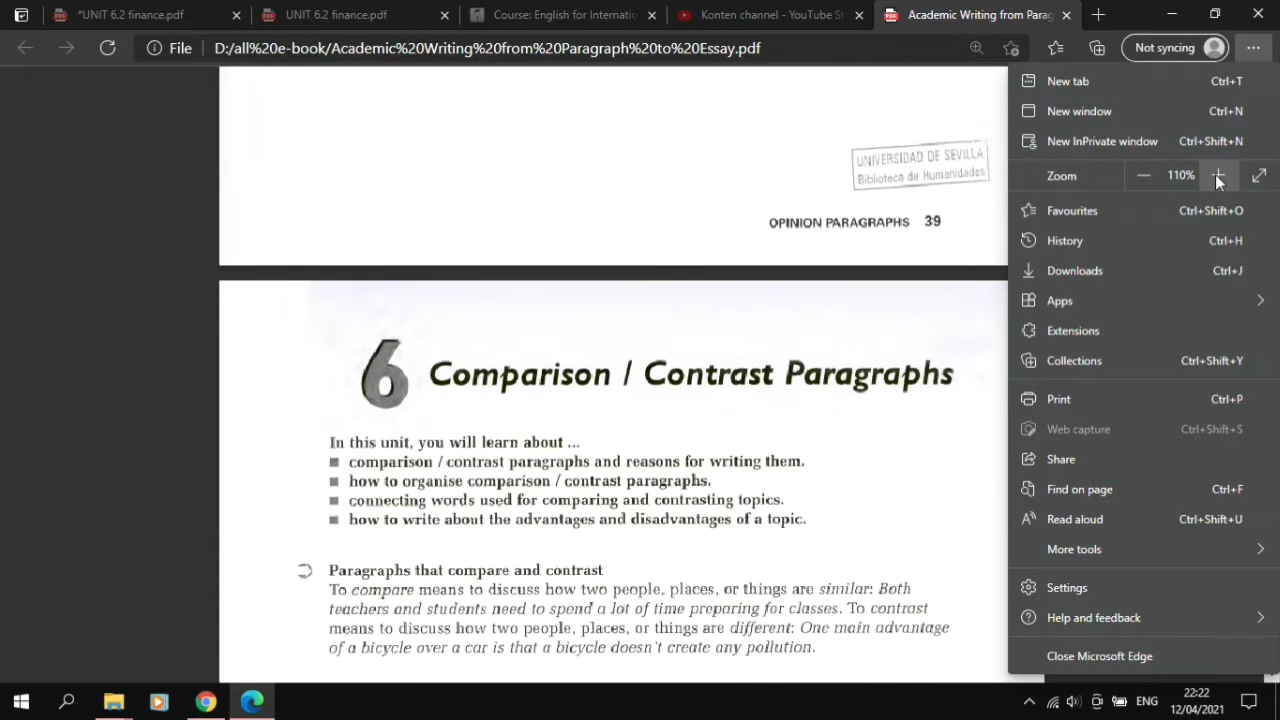 *UNIT 6.2 finance.pdf
UNIT 6.2 finance.pdf
Course: English for Internatio
Konten channel - YouTube S
Academic Writing from Parag
File
D:/all%20e-book/Academic%20Writing%20from%20Paragraph%20to%20Essay.pdf
Not syncing
UNIVERSIDAD DE SEVILLA
Biblioteca de Humanidades
OPINION PARAGRAPHS 39
6 Comparison / Contrast Paragraphs
In this unit, you will learn about ...
comparison / contrast paragraphs and reasons for writing them.
how to organise comparison / contrast paragraphs.
connecting words used for comparing and contrasting topics.
how to write about the advantages and disadvantages of a topic.
Paragraphs that compare and contrast
To compare means to discuss how two people, places, or things are similar: Both
teachers and students need to spend a lot of time preparing for classes. To contrast
means to discuss how two people, places, or things are different: One main advantage
of a bicycle over a car is that a bicycle doesn't create any pollution.
New tab Ctrl+T
New window Ctrl+N
New InPrivate window Ctrl+Shift+N
Zoom 110%
Favourites Ctrl+Shift+O
History Ctrl+H
Downloads Ctrl+J
Apps
Extensions
Collections Ctrl+Shift+Y
Print Ctrl+P
Web capture Ctrl+Shift+S
Share
Find on page Ctrl+F
Read aloud Ctrl+Shift+U
More tools
Settings
Help and feedback
Close Microsoft Edge
ENG
22:22
12/04/2021